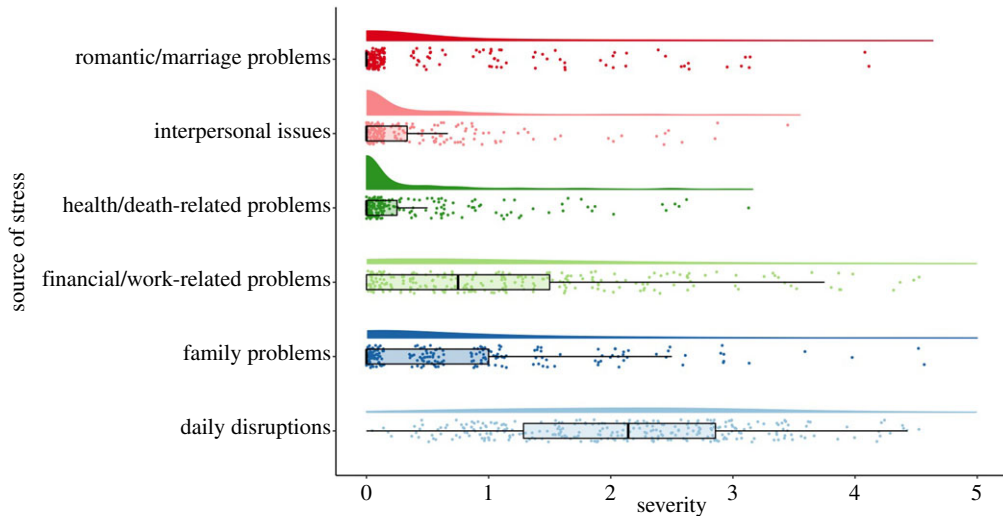 romantic/marriage problems
interpersonal issues
health/death-related problems
financial/work-related problems
family problems
daily disruptions
source of stress
0 1 2 3 4 5
severity